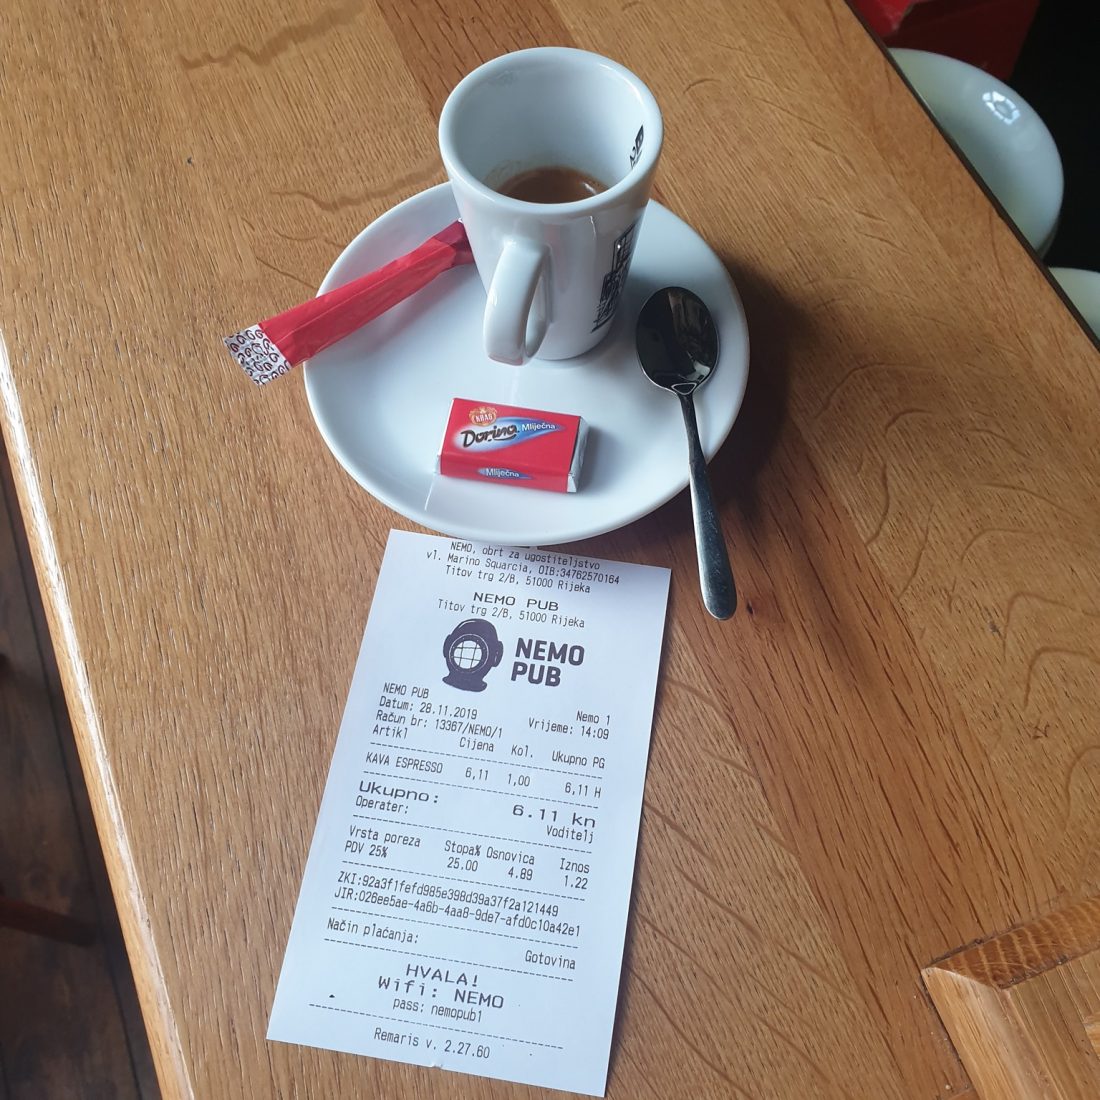 KRAŠ
Dorina Mliječna
Mliječna
NEMO, obrt za ugostiteljstvo
vl. Marino Squarcia, OIB:34762570164
Titov trg 2/B, 51000 Rijeka
NEMO PUB
Titov trg 2/B, 51000 Rijeka
NEMO
PUB
NEMO PUB Nemo 1
Datum: 28.11.2019 Vrijeme: 14:09
Račun br: 13367/NEMO/1
Artikl Cijena Kol. Ukupno PG
KAVA ESPRESSO 6,11 1,00 6,11 H
Ukupno: 6.11 kn
Operater: Voditelj
Vrsta poreza Stopa% Osnovica Iznos
PDV 25% 25.00 4.89 1.22
ZKI:92a3f1fefd985e398d39a37f2a121449
JIR:026ee5ae-4a6b-4aa8-9de7-afd0c10a42e1
Način plaćanja: Gotovina
HVALA!
Wifi: NEMO
pass: nemopub1
Remaris v. 2.27.60